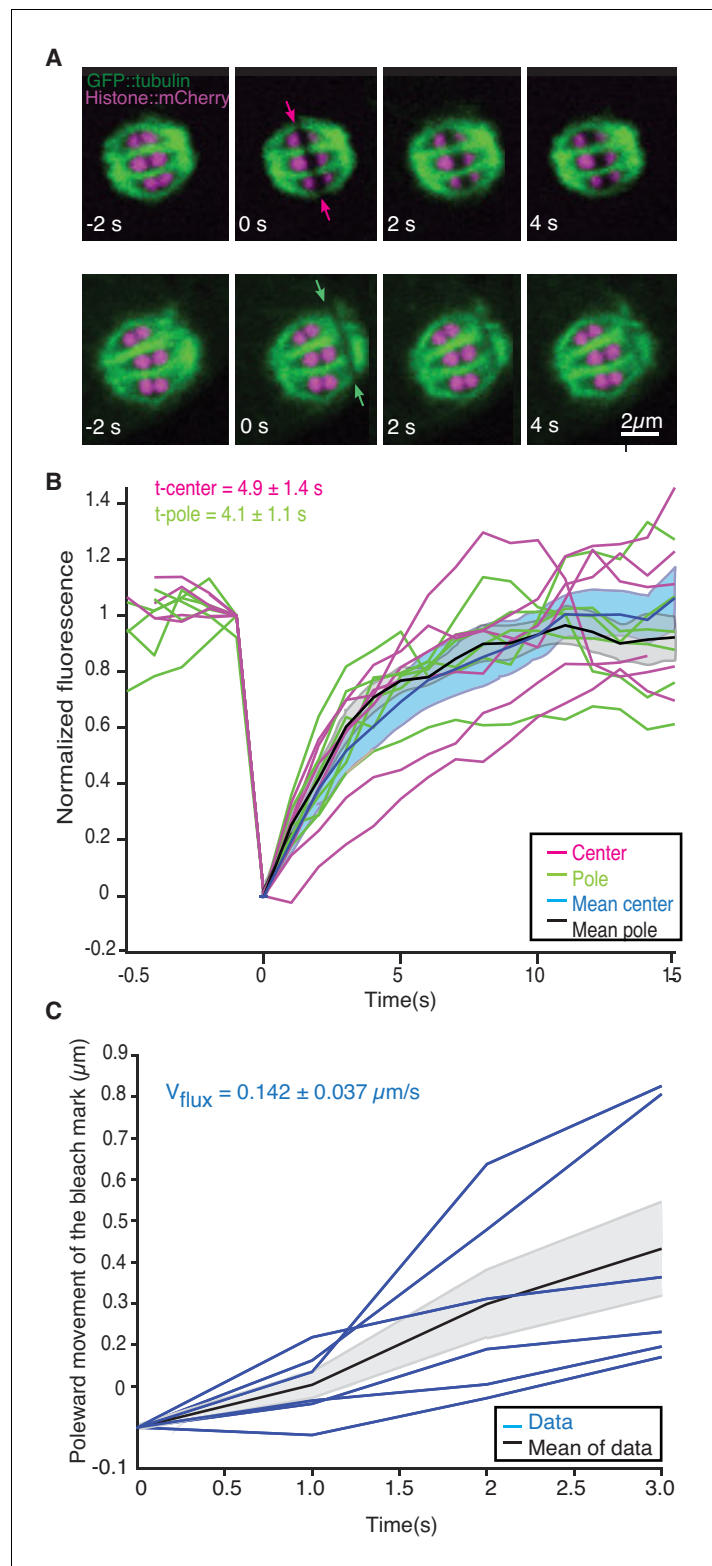 A
GFP::tubulin
Histone::mCherry
-2 s
0 s
2 s
4 s
-2 s
0 s
2 s
4 s
2µm
B
t-center = 4.9 ± 1.4 s
t-pole = 4.1 ± 1.1 s
1.4
1.2
1
0.8
0.6
0.4
0.2
0
-0.2
Normalized fluorescence
Center
Pole
Mean center
Mean pole
-0.5
0
5
10
15
Time(s)
C
Vflux = 0.142 ± 0.037 µm/s
0.9
0.8
0.7
0.6
0.5
0.4
0.3
0.2
0
-0.1
Poleward movement of the bleach mark (µm)
Data
Mean of data
0
0.5
1.0
1.5
2
2.5
3.0
Time(s)